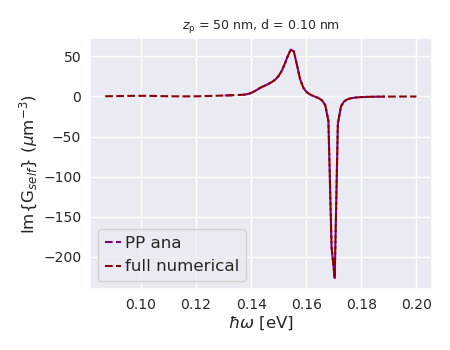 zₚ = 50 nm, d = 0.10 nm
Im{G_self} (μm⁻³)
50
0
−50
−100
−150
−200
PP ana
full numerical
0.10 0.12 0.14 0.16 0.18 0.20
ħω [eV]